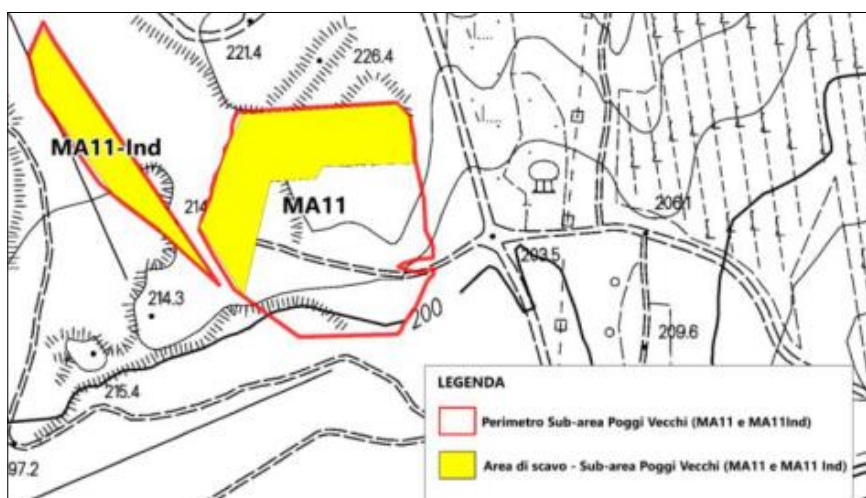 221.4
226.4
MA11-Ind
MA11
206.1
203.5
214.3
200
209.6
215.4
97.2
LEGENDA
Perimetro Sub-area Poggi Vecchi (MA11 e MA11Ind)
Area di scavo - Sub-area Poggi Vecchi (MA11 e MA11 Ind)